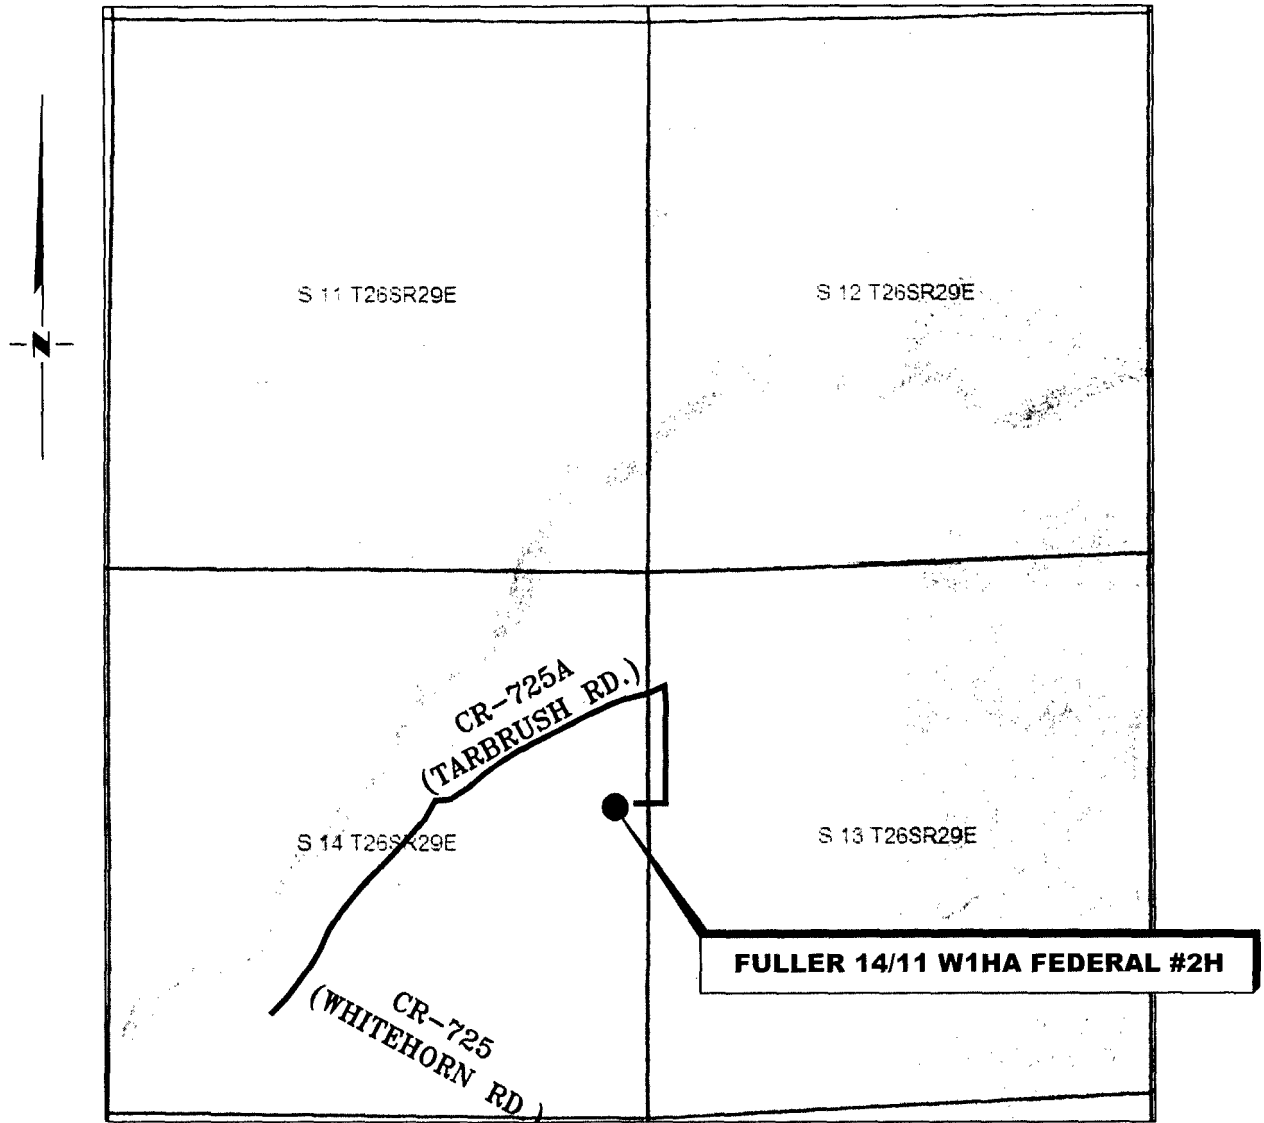 S 11 T26SR29E
S 12 T26SR29E
N
CR-725A
(TARBRUSH RD.)
S 14 T26SR29E
S 13 T26SR29E
FULLER 14/11 W1HA FEDERAL #2H
CR-725
(WHITEHORN RD.)